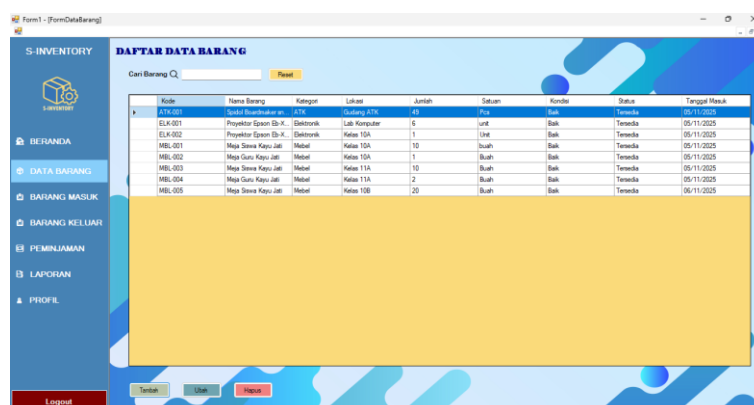 Form1 - [FormDataBarang]
S-INVENTORY
DAFTAR DATA BARANG
Cari Barang
Reset
S-INVENTORY
Kode Nama Barang Kategori Lokasi Jumlah Satuan Kondisi Status Tanggal Masuk
ATK-001 Spidol Boardmaker an... ATK Gudang ATK 49 Pcs Baik Tersedia 05/11/2025
ELK-001 Proyektor Epson Eb-X... Elektronik Lab Komputer 6 unit Baik Tersedia 05/11/2025
ELK-002 Proyektor Epson Eb-X... Elektronik Kelas 10A 1 Unit Baik Tersedia 05/11/2025
MBL-001 Meja Siswa Kayu Jati Mebel Kelas 10A 10 buah Baik Tersedia 05/11/2025
MBL-002 Meja Guru Kayu Jati Mebel Kelas 10A 1 Buah Baik Tersedia 05/11/2025
MBL-003 Meja Siswa Kayu Jati Mebel Kelas 11A 10 Buah Baik Tersedia 05/11/2025
MBL-004 Meja Guru Kayu Jati Mebel Kelas 11A 2 Buah Baik Tersedia 05/11/2025
MBL-005 Meja Siswa Kayu Jati Mebel Kelas 10B 20 Buah Baik Tersedia 06/11/2025
BERANDA
DATA BARANG
BARANG MASUK
BARANG KELUAR
PEMINJAMAN
LAPORAN
PROFIL
Tambah
Ubah
Hapus
Logout